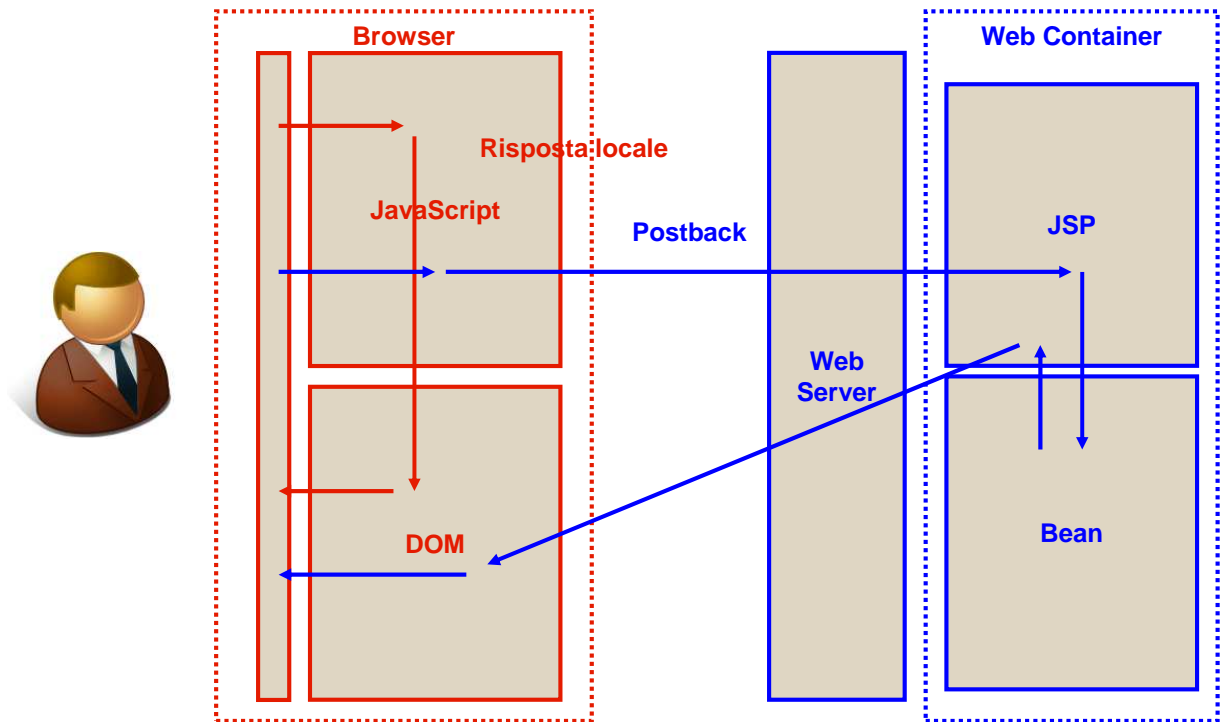 Browser
Web Container
Risposta locale
JavaScript
Postback
JSP
Web
Server
DOM
Bean